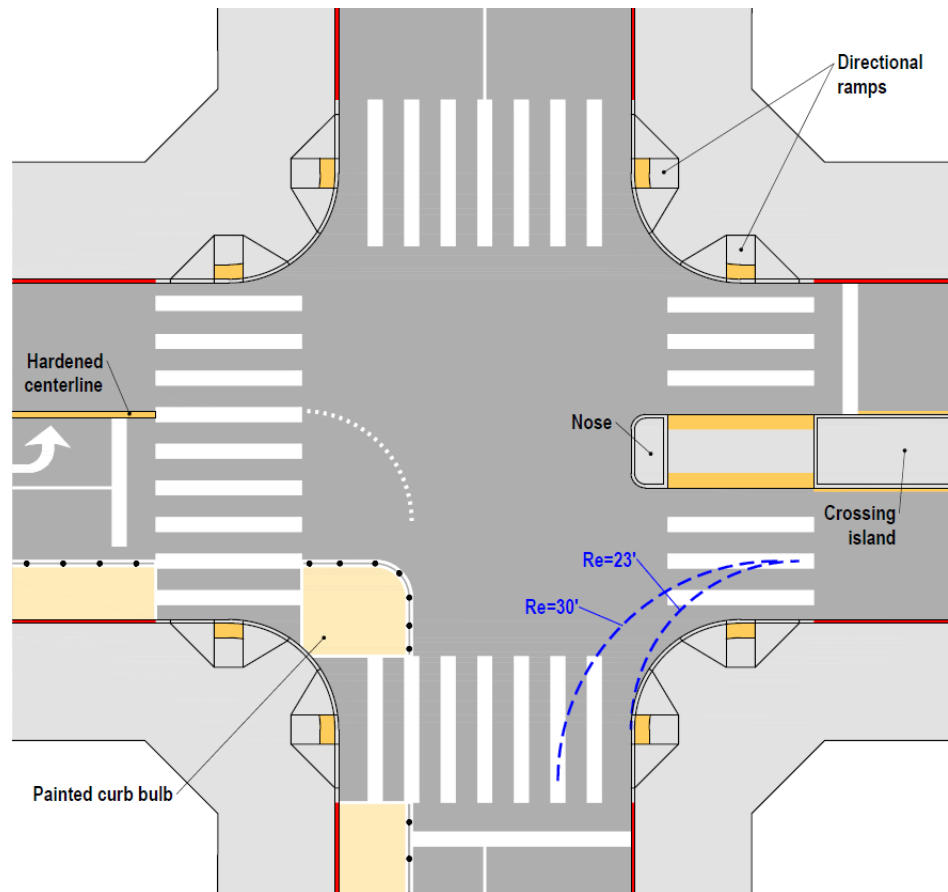 Directional
ramps
Hardened
centerline
Nose
Crossing
island
Re=23'
Re=30'
Painted curb bulb